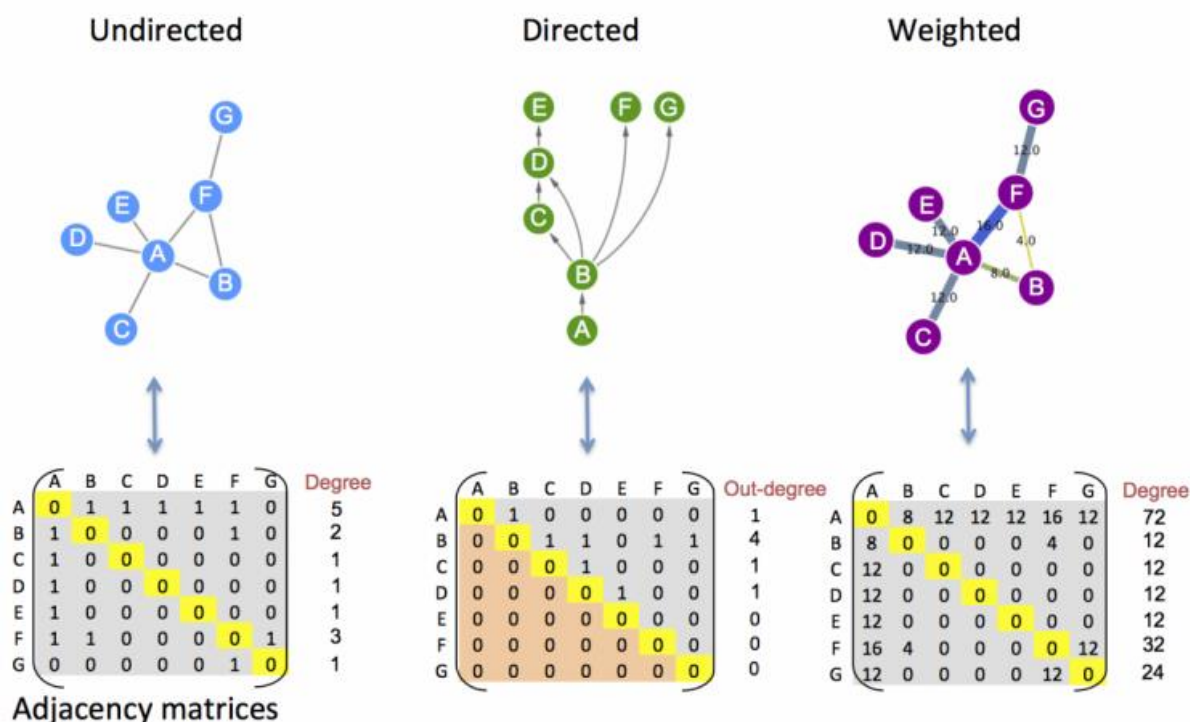 Undirected
Directed
Weighted
G
F
E
D
A
B
C
E
F
G
D
C
B
A
G
12.0
F
E
16.0
12.0
D
4.0
12.0
A
8.0
B
12.0
C
A B C D E F G Degree
A 0 1 1 1 1 1 0 5
B 1 0 0 0 0 1 0 2
C 1 0 0 0 0 0 0 1
D 1 0 0 0 0 0 0 1
E 1 0 0 0 0 0 0 1
F 1 1 0 0 0 0 1 3
G 0 0 0 0 0 1 0 1
A B C D E F G Out-degree
A 0 1 0 0 0 0 0 1
B 0 0 1 1 0 1 1 4
C 0 0 0 1 0 0 0 1
D 0 0 0 0 1 0 0 1
E 0 0 0 0 0 0 0 0
F 0 0 0 0 0 0 0 0
G 0 0 0 0 0 0 0 0
A B C D E F G Degree
A 0 8 12 12 12 16 12 72
B 8 0 0 0 0 4 0 12
C 12 0 0 0 0 0 0 12
D 12 0 0 0 0 0 0 12
E 12 0 0 0 0 0 0 12
F 16 4 0 0 0 0 12 32
G 12 0 0 0 0 12 0 24
Adjacency matrices